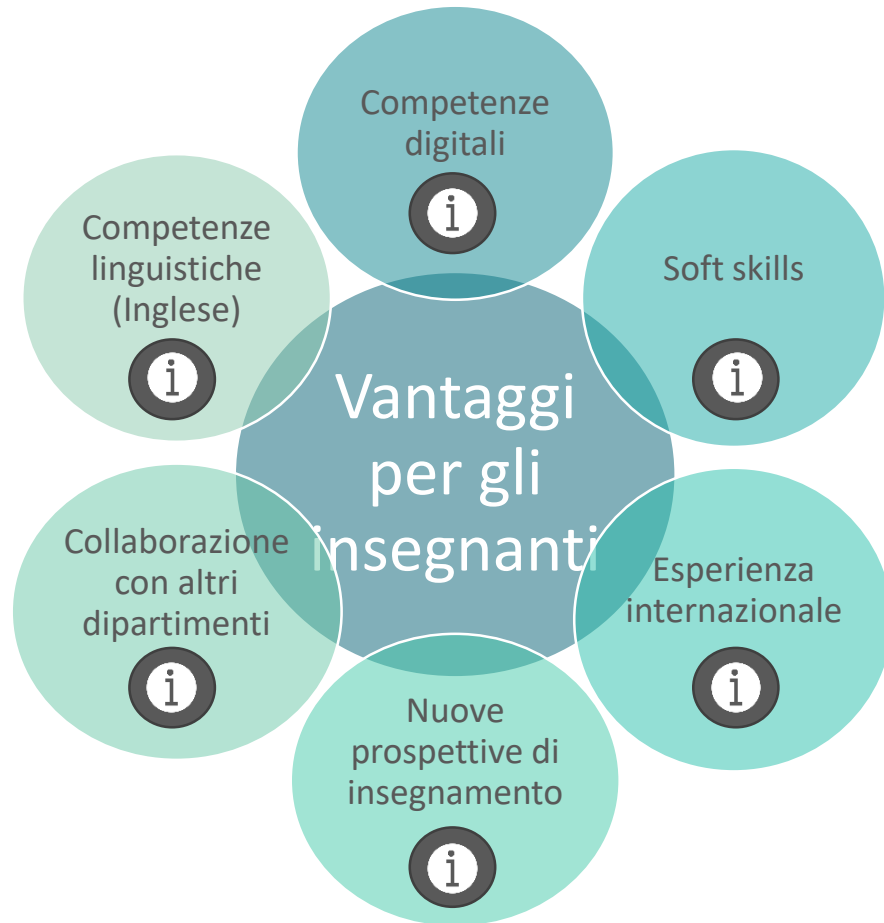 Competenze
digitali
i
Soft skills
i
Esperienza
internazionale
i
Nuove
prospettive di
insegnamento
i
Collaborazione
con altri
dipartimenti
i
Competenze
linguistiche
(Inglese)
i
Vantaggi
per gli
insegnanti